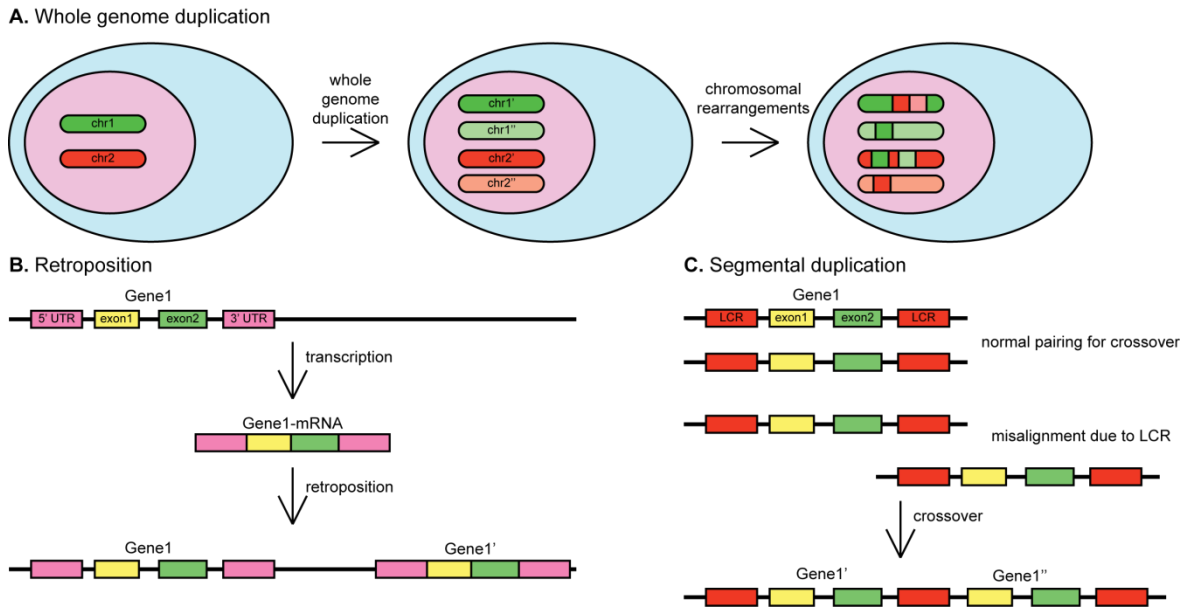 A. Whole genome duplication
chr1
chr2
whole
genome
duplication
chr1'
chr1''
chr2'
chr2''
chromosomal
rearrangements
B. Retroposition
Gene1
5' UTR
exon1
exon2
3' UTR
transcription
Gene1-mRNA
retroposition
Gene1
Gene1'
C. Segmental duplication
Gene1
LCR
exon1
exon2
LCR
normal pairing for crossover
misalignment due to LCR
crossover
Gene1'
Gene1''